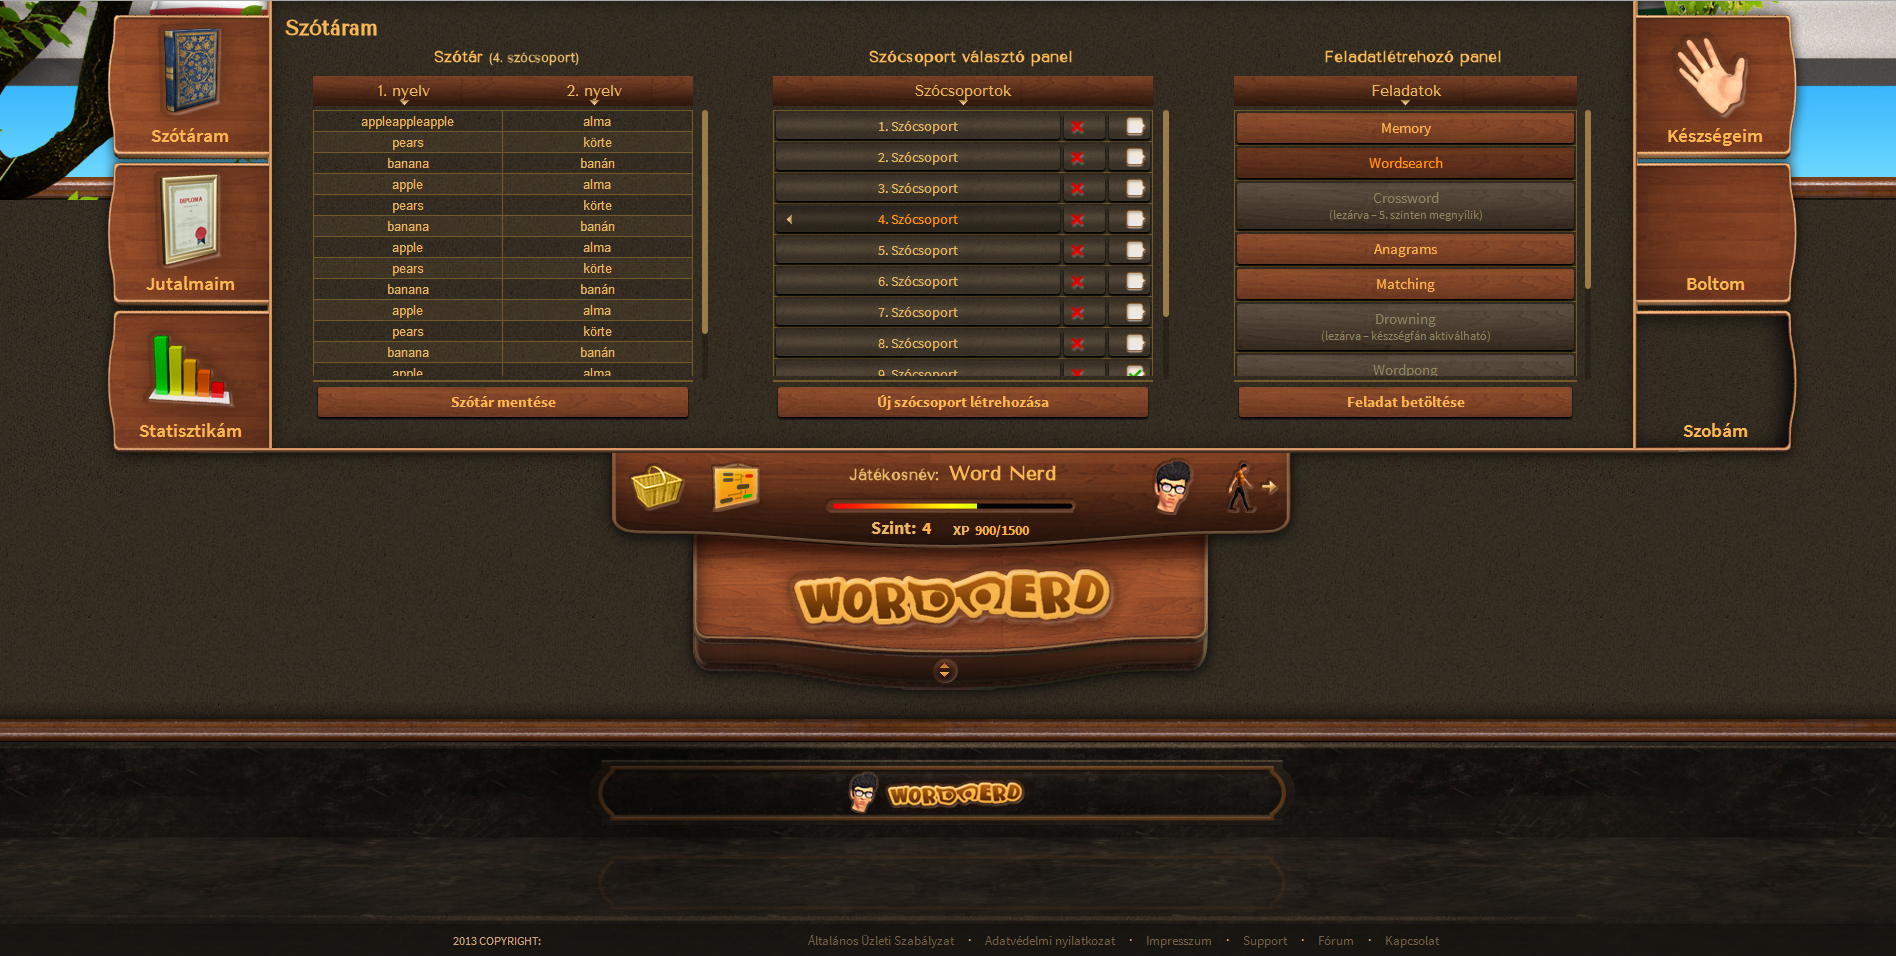 Szótáram
Szótáram
Jutalmaim
Statisztikám
DIPLOMA
Szótár (4. szócsoport)
1. nyelv 2. nyelv
appleappleapple alma
pears körte
banana banán
apple alma
pears körte
banana banán
apple alma
pears körte
banana banán
apple alma
pears körte
banana banán
apple alma
Szótár mentése
Szócsoport választó panel
Szócsoportok
1. Szócsoport
2. Szócsoport
3. Szócsoport
4. Szócsoport
5. Szócsoport
6. Szócsoport
7. Szócsoport
8. Szócsoport
9. Szócsoport
Új szócsoport létrehozása
Feladatlétrehozó panel
Feladatok
Memory
Wordsearch
Crossword
(lezárva – 5. szinten megnyílik)
Anagrams
Matching
Drowning
(lezárva – készségfán aktiválható)
Wordpong
Feladat betöltése
Készségeim
Boltom
Szobám
Játékosnév: Word Nerd
Szint: 4 XP 900/1500
WORDNERD
WORDNERD
2013 COPYRIGHT:
Általános Üzleti Szabályzat · Adatvédelmi nyilatkozat · Impresszum · Support · Fórum · Kapcsolat